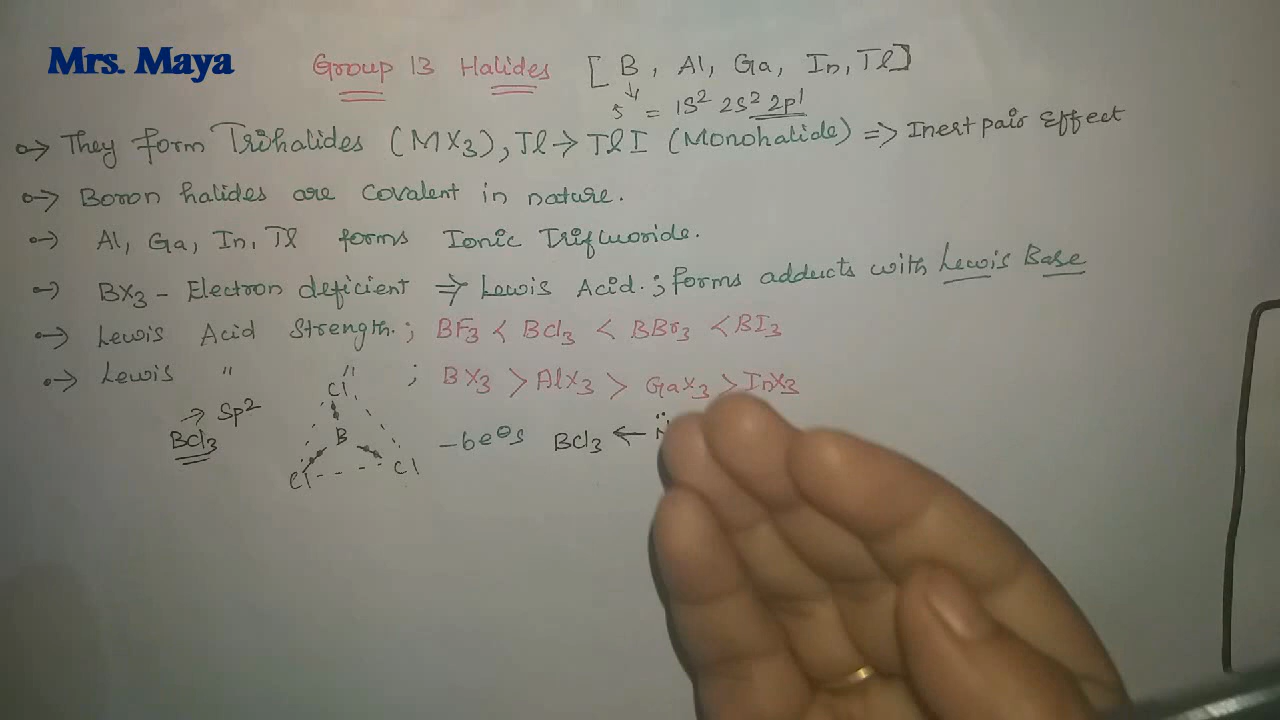 Mrs. Maya
Group 13 Halides [ B, Al, Ga, In, Tl ]
5 = 1S² 2S² 2p¹
They form Trihalides (MX₃), Tl → TlI (Monohalide) ⇒ Inert pair Effect
Boron halides are Covalent in nature.
Al, Ga, In, Tl forms Ionic Trifluoride.
BX₃ - Electron deficient ⇒ Lewis Acid. ; forms adducts with Lewis Base
Lewis Acid Strength. ; BF₃ < BCl₃ < BBr₃ < BI₃
Lewis " " ; BX₃ > AlX₃ > GaX₃ > InX₃
→ Sp²
BCl₃
Cl
B
Cl
Cl
- 6e⊖s BCl₃ ←